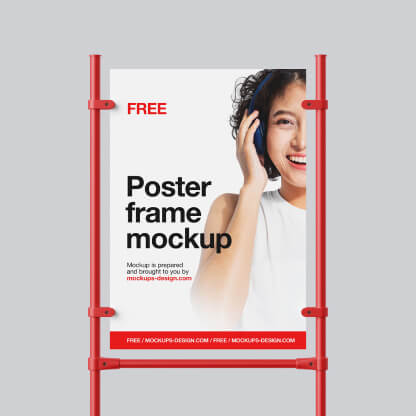 FREE
Poster
frame
mockup
Mockup is prepared
and brought to you by
mockups-design.com
FREE / MOCKUPS-DESIGN.COM / FREE / MOCKUPS-DESIGN.COM